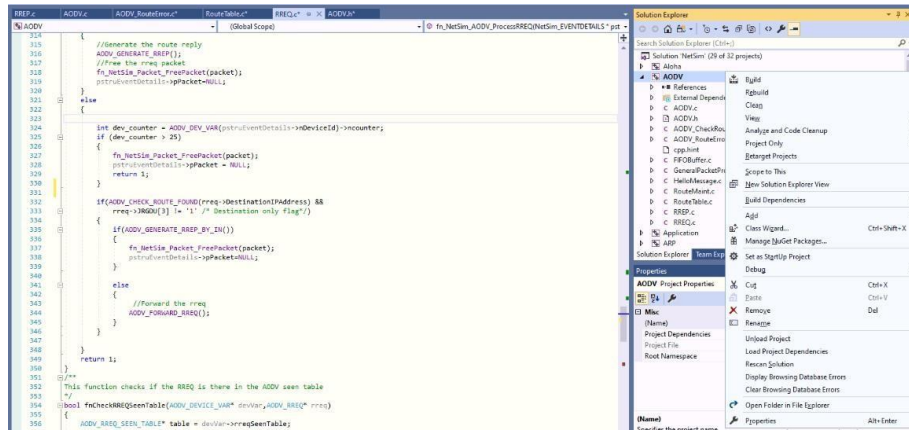 RREP.c AODV.c AODV_RouteError.c* RouteTable.c* RREQ.c* AODV.h*
AODV (Global Scope) fn_NetSim_AODV_ProcessRREQ(NetSim_EVENTDETAILS * pst
314 {
315 //Generate the route reply
316 AODV_GENERATE_RREP();
317 //Free the rreq packet
318 fn_NetSim_Packet_FreePacket(packet);
319 pstruEventDetails->pPacket=NULL;
320 }
321 else
322 {
323
324 int dev_counter = AODV_DEV_VAR(pstruEventDetails->nDeviceId)->ncounter;
325 if (dev_counter > 25)
326 {
327 fn_NetSim_Packet_FreePacket(packet);
328 pstruEventDetails->pPacket = NULL;
329 return 1;
330 }
331
332 if(AODV_CHECK_ROUTE_FOUND(rreq->DestinationIPAddress) &&
333 rreq->JRGDU[3] != '1' /* Destination only flag*/)
334 {
335 if(AODV_GENERATE_RREP_BY_IN())
336 {
337 fn_NetSim_Packet_FreePacket(packet);
338 pstruEventDetails->pPacket=NULL;
339 }
340
341 else
342 {
343 //Forward the rreq
344 AODV_FORWARD_RREQ();
345 }
346 }
347
348 }
349 return 1;
350 }
351 /**
352 This function checks if the RREQ is there in the AODV seen table
353 */
354 bool fnCheckRREQSeenTable(AODV_DEVICE_VAR* devVar,AODV_RREQ* rreq)
355 {
356 AODV_RREQ_SEEN_TABLE* table = devVar->rreqSeenTable;
Solution Explorer
Search Solution Explorer (Ctrl+;)
Solution 'NetSim' (29 of 32 projects)
Aloha
AODV
References
External Depende
AODV.c
AODV.h
AODV_CheckRou
AODV_RouteErro
cpp.hint
FIFOBuffer.c
GeneralPacketPr
HelloMessage.c
RouteMaint.c
RouteTable.c
RREP.c
RREQ.c
Application
ARP
Solution Explorer Team Exp
Properties
AODV Project Properties
Misc
(Name)
Project Dependencies
Project File
Root Namespace
(Name)
Specifies the project name
Build
Rebuild
Clean
View
Analyze and Code Cleanup
Project Only
Retarget Projects
Scope to This
New Solution Explorer View
Build Dependencies
Add
Class Wizard... Ctrl+Shift+X
Manage NuGet Packages...
Set as StartUp Project
Debug
Cut Ctrl+X
Paste Ctrl+V
Remove Del
Rename
Unload Project
Load Project Dependencies
Rescan Solution
Display Browsing Database Errors
Clear Browsing Database Errors
Open Folder in File Explorer
Properties Alt+Enter